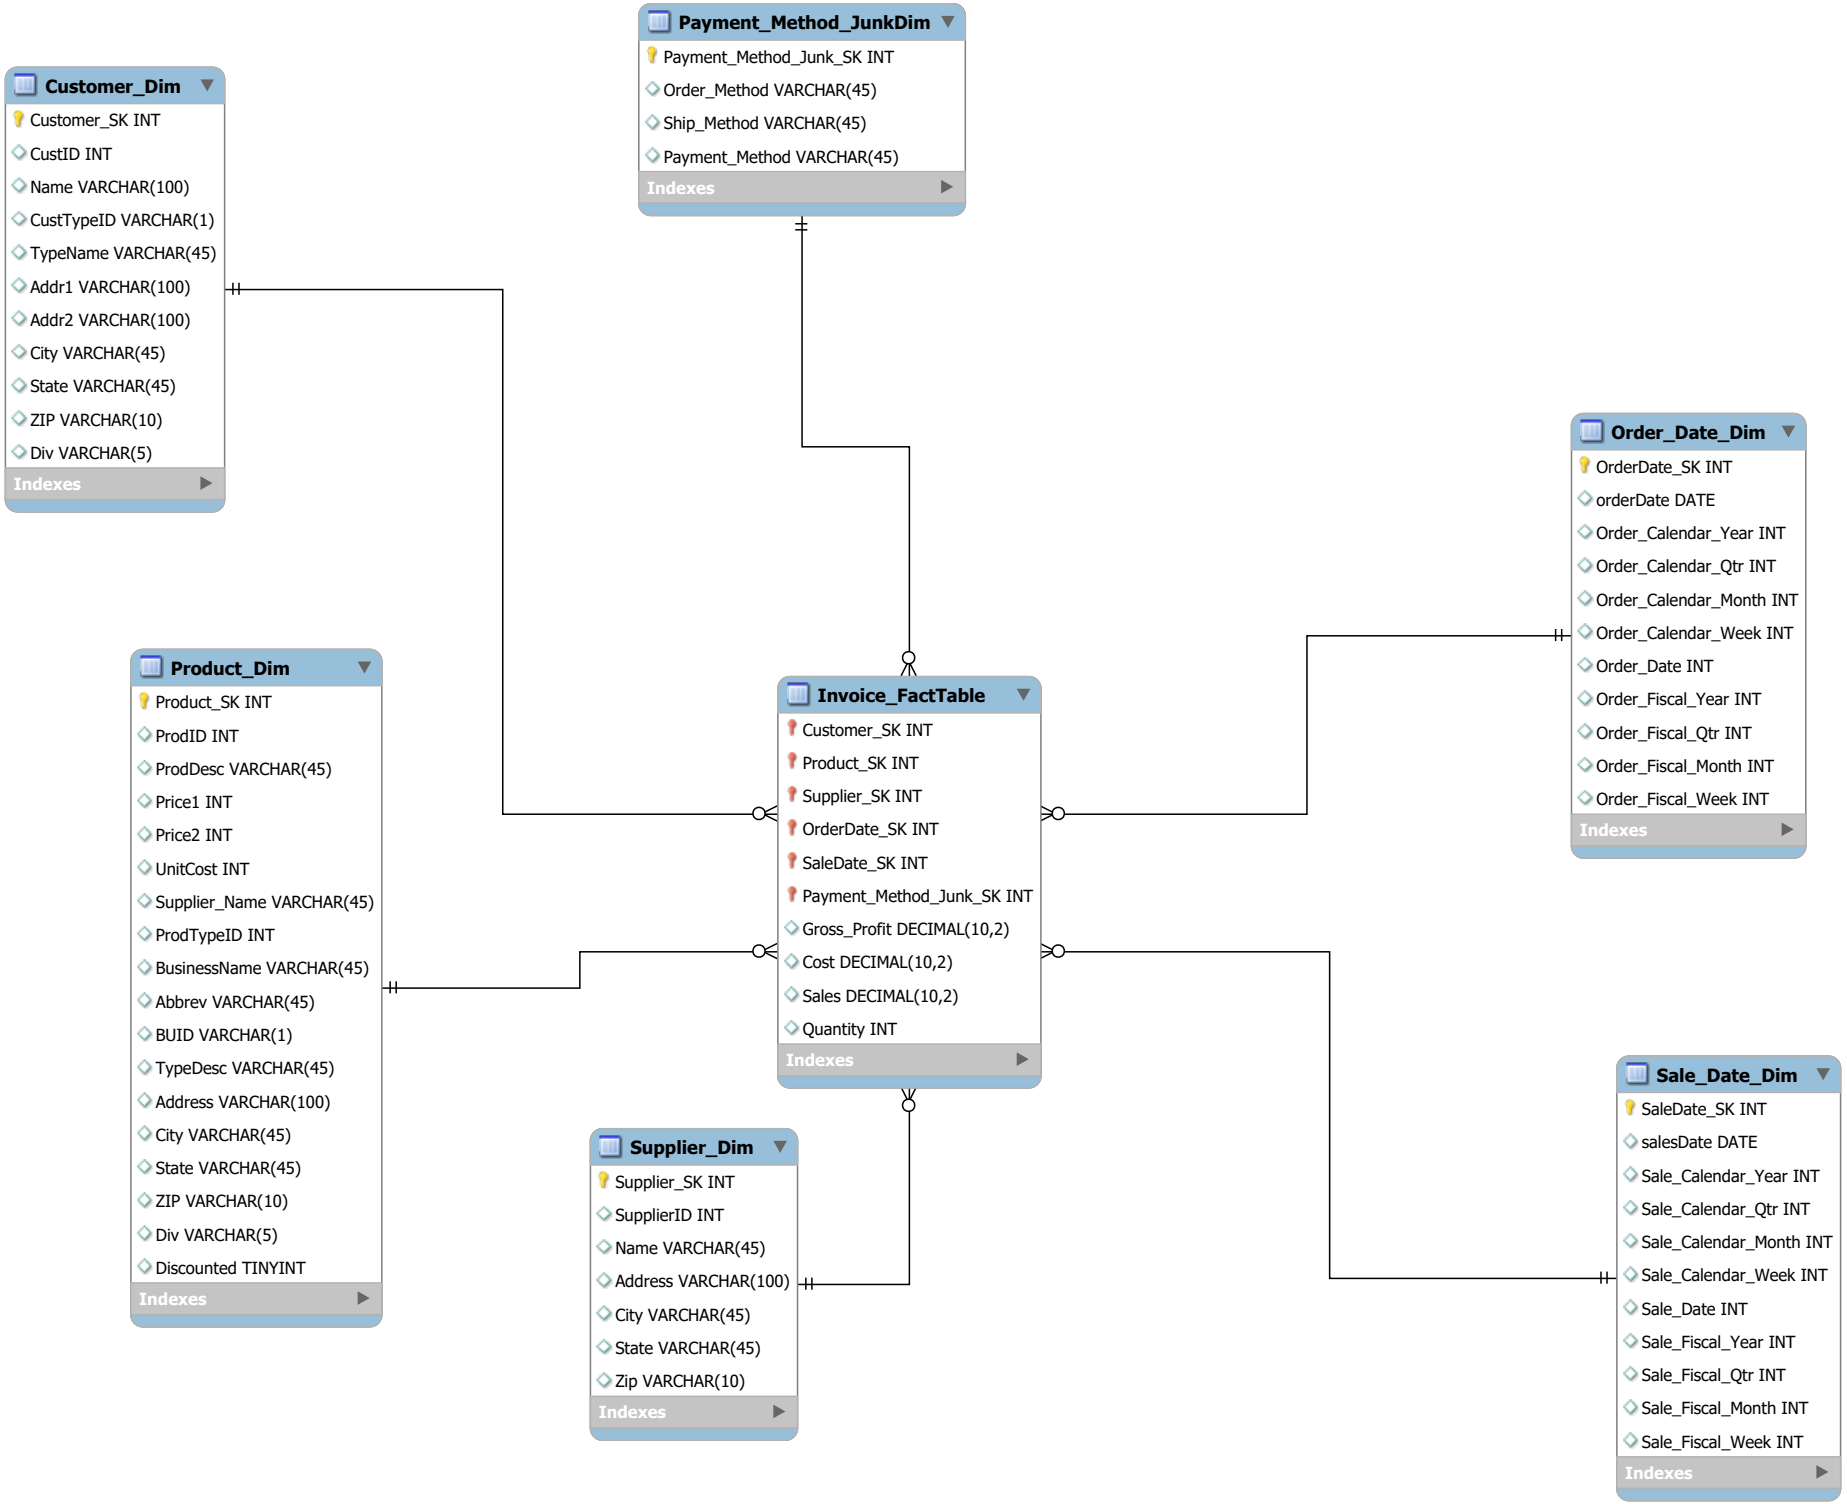 Payment_Method_JunkDim
Payment_Method_Junk_SK INT
Order_Method VARCHAR(45)
Ship_Method VARCHAR(45)
Payment_Method VARCHAR(45)
Indexes
Customer_Dim
Customer_SK INT
CustID INT
Name VARCHAR(100)
CustTypeID VARCHAR(1)
TypeName VARCHAR(45)
Addr1 VARCHAR(100)
Addr2 VARCHAR(100)
City VARCHAR(45)
State VARCHAR(45)
ZIP VARCHAR(10)
Div VARCHAR(5)
Indexes
Order_Date_Dim
OrderDate_SK INT
orderDate DATE
Order_Calendar_Year INT
Order_Calendar_Qtr INT
Order_Calendar_Month INT
Order_Calendar_Week INT
Order_Date INT
Order_Fiscal_Year INT
Order_Fiscal_Qtr INT
Order_Fiscal_Month INT
Order_Fiscal_Week INT
Indexes
Product_Dim
Product_SK INT
ProdID INT
ProdDesc VARCHAR(45)
Price1 INT
Price2 INT
UnitCost INT
Supplier_Name VARCHAR(45)
ProdTypeID INT
BusinessName VARCHAR(45)
Abbrev VARCHAR(45)
BUID VARCHAR(1)
TypeDesc VARCHAR(45)
Address VARCHAR(100)
City VARCHAR(45)
State VARCHAR(45)
ZIP VARCHAR(10)
Div VARCHAR(5)
Discounted TINYINT
Indexes
Invoice_FactTable
Customer_SK INT
Product_SK INT
Supplier_SK INT
OrderDate_SK INT
SaleDate_SK INT
Payment_Method_Junk_SK INT
Gross_Profit DECIMAL(10,2)
Cost DECIMAL(10,2)
Sales DECIMAL(10,2)
Quantity INT
Indexes
Supplier_Dim
Supplier_SK INT
SupplierID INT
Name VARCHAR(45)
Address VARCHAR(100)
City VARCHAR(45)
State VARCHAR(45)
Zip VARCHAR(10)
Indexes
Sale_Date_Dim
SaleDate_SK INT
salesDate DATE
Sale_Calendar_Year INT
Sale_Calendar_Qtr INT
Sale_Calendar_Month INT
Sale_Calendar_Week INT
Sale_Date INT
Sale_Fiscal_Year INT
Sale_Fiscal_Qtr INT
Sale_Fiscal_Month INT
Sale_Fiscal_Week INT
Indexes